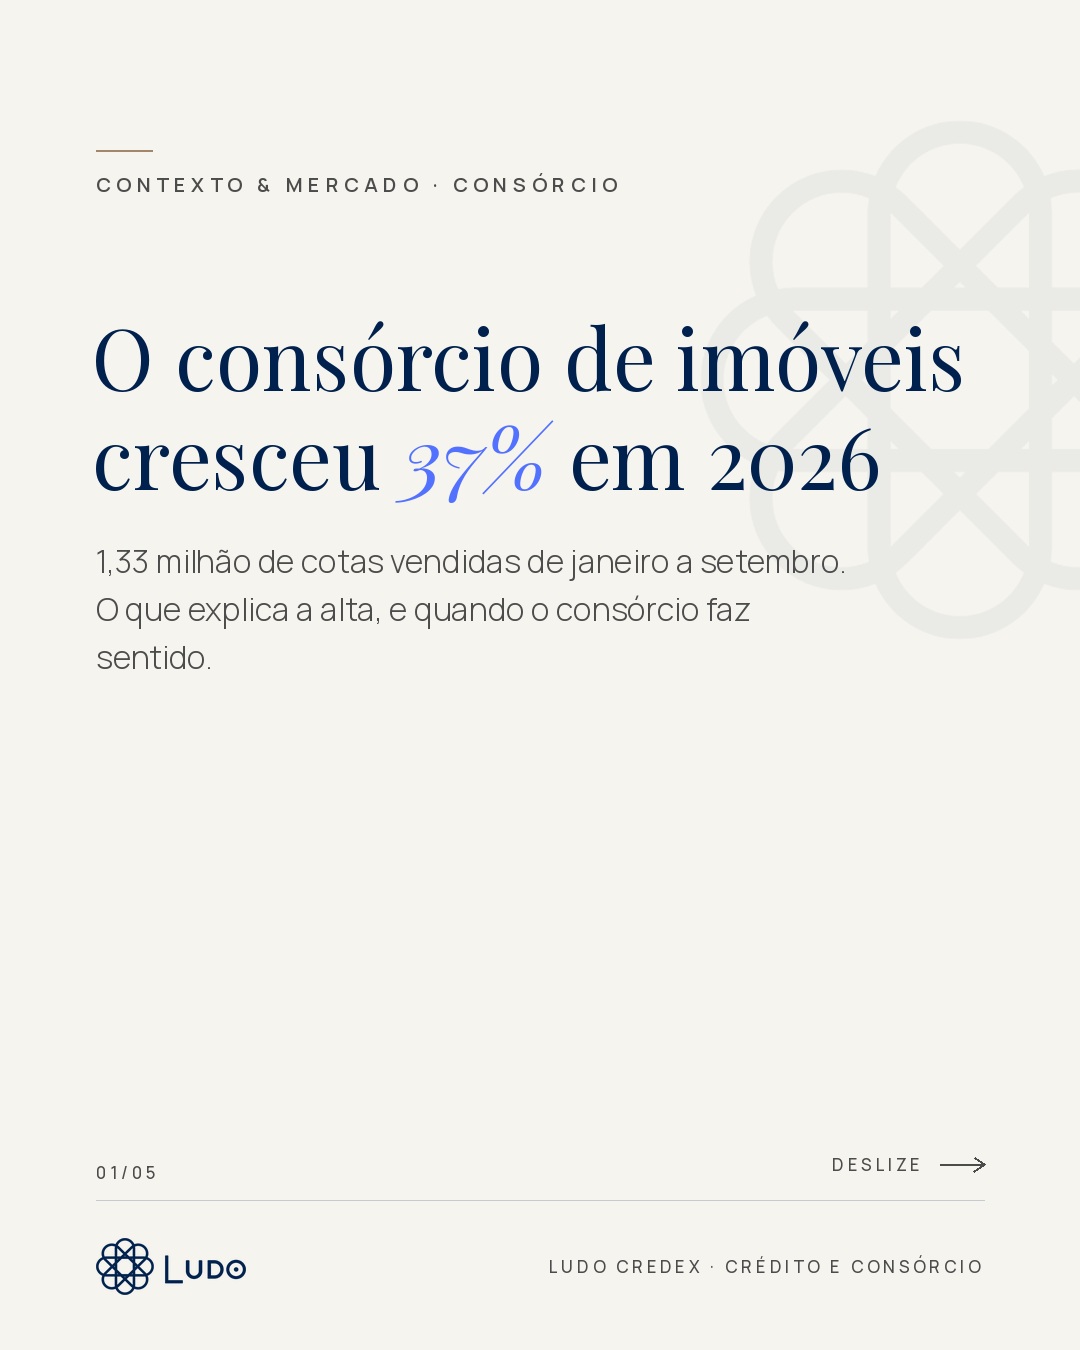 CONTEXTO & MERCADO · CONSÓRCIO
O consórcio de imóveis
cresceu 37% em 2026
1,33 milhão de cotas vendidas de janeiro a setembro.
O que explica a alta, e quando o consórcio faz
sentido.
01/05
DESLIZE
LUDO
LUDO CREDEX · CRÉDITO E CONSÓRCIO